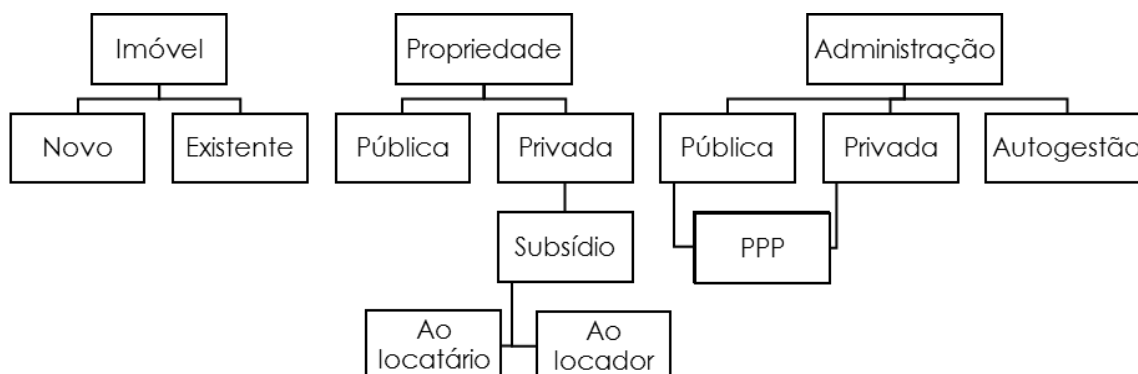 Imóvel
Propriedade
Administração
Novo
Existente
Pública
Privada
Pública
Privada
Autogestão
Subsídio
PPP
Ao
locatário
Ao
locador